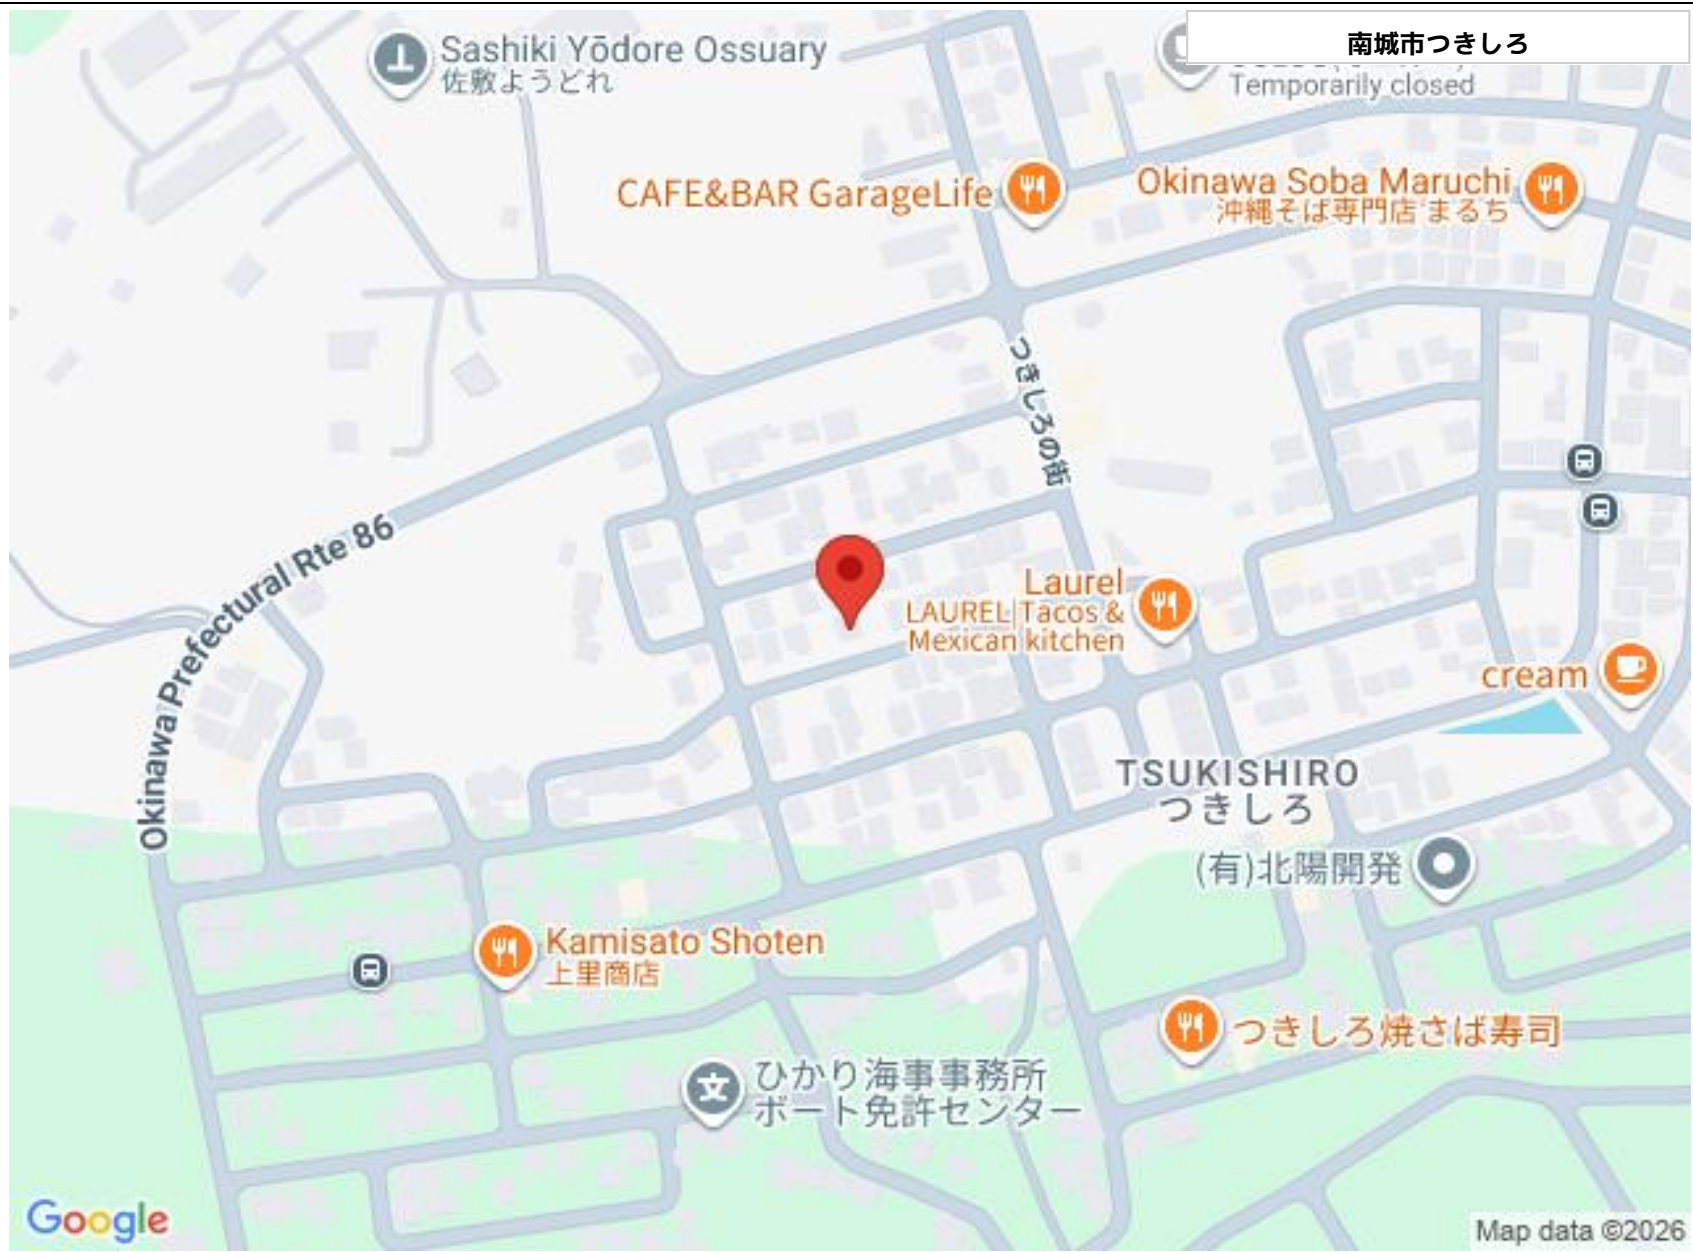 南城市つきしろ
Sashiki Yōdore Ossuary
佐敷ようどれ
Temporarily closed
CAFE&BAR GarageLife
Okinawa Soba Maruchi
沖縄そば専門店 まるち
つきしろの街
Okinawa Prefectural Rte 86
Laurel
LAUREL|Tacos &
Mexican kitchen
cream
TSUKISHIRO
つきしろ
(有)北陽開発
Kamisato Shoten
上里商店
つきしろ焼さば寿司
ひかり海事事務所
ボート免許センター
Google
Map data ©2026